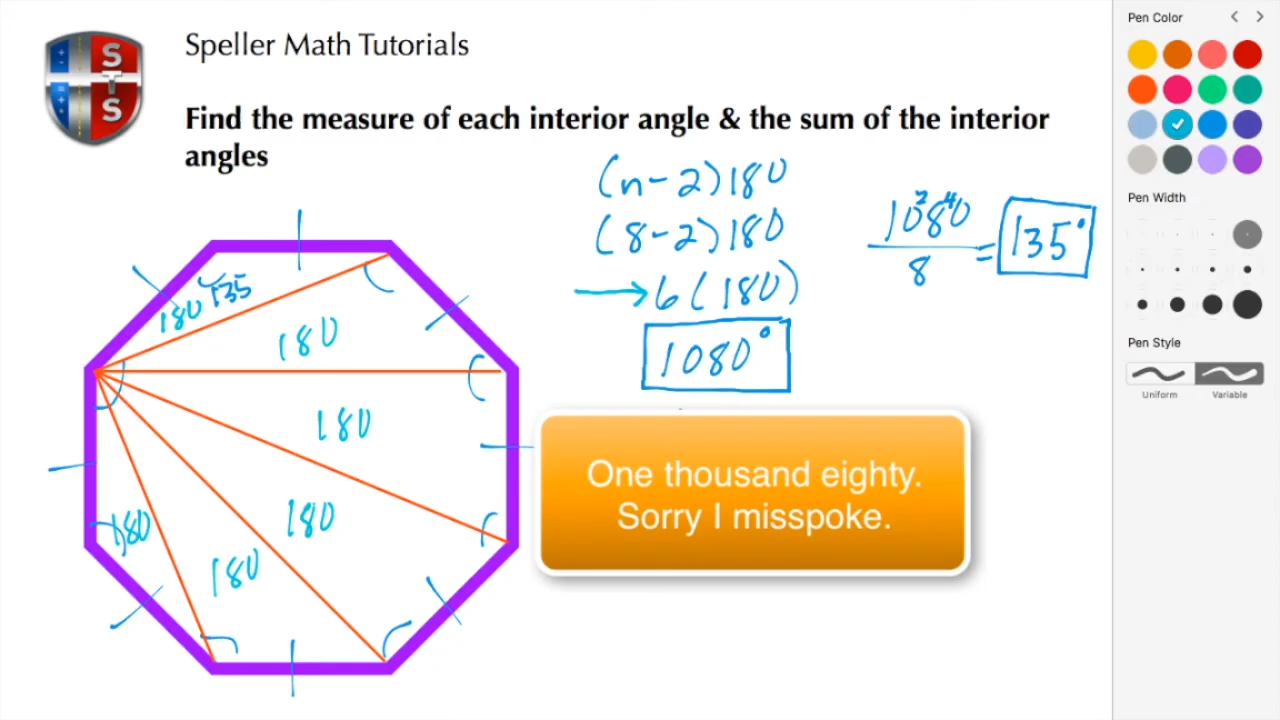 S
T
S
Speller Math Tutorials
Find the measure of each interior angle & the sum of the interior
angles
(n-2)180
(8-2)180
6(180)
1080°
10²8⁴0
8
=135°
135
180
180
180
180
180
180
One thousand eighty.
Sorry I misspoke.
Pen Color
Pen Width
Pen Style
Uniform
Variable